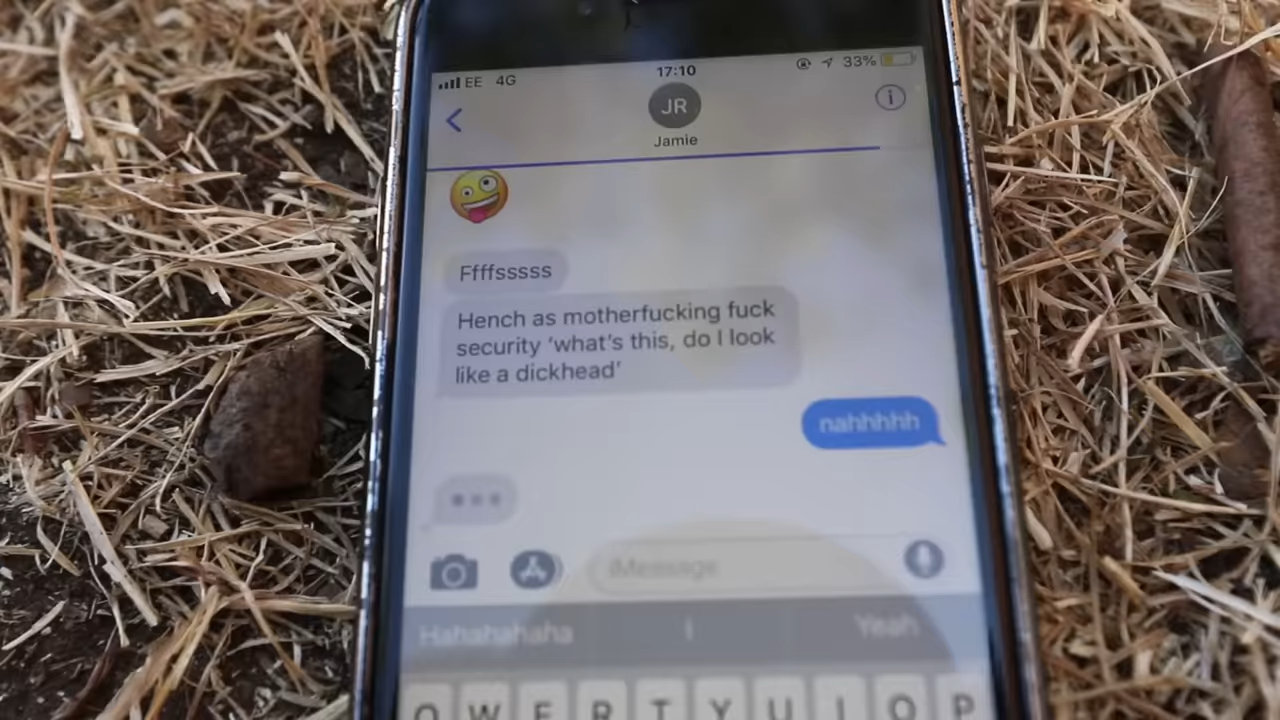 EE 4G 17:10 33%
JR
Jamie
Ffffsssss
Hench as motherfucking fuck
security ‘what’s this, do I look
like a dickhead’
nahhhhh
iMessage
Hahahahaha I Yeah
Q W E R T Y U I O P